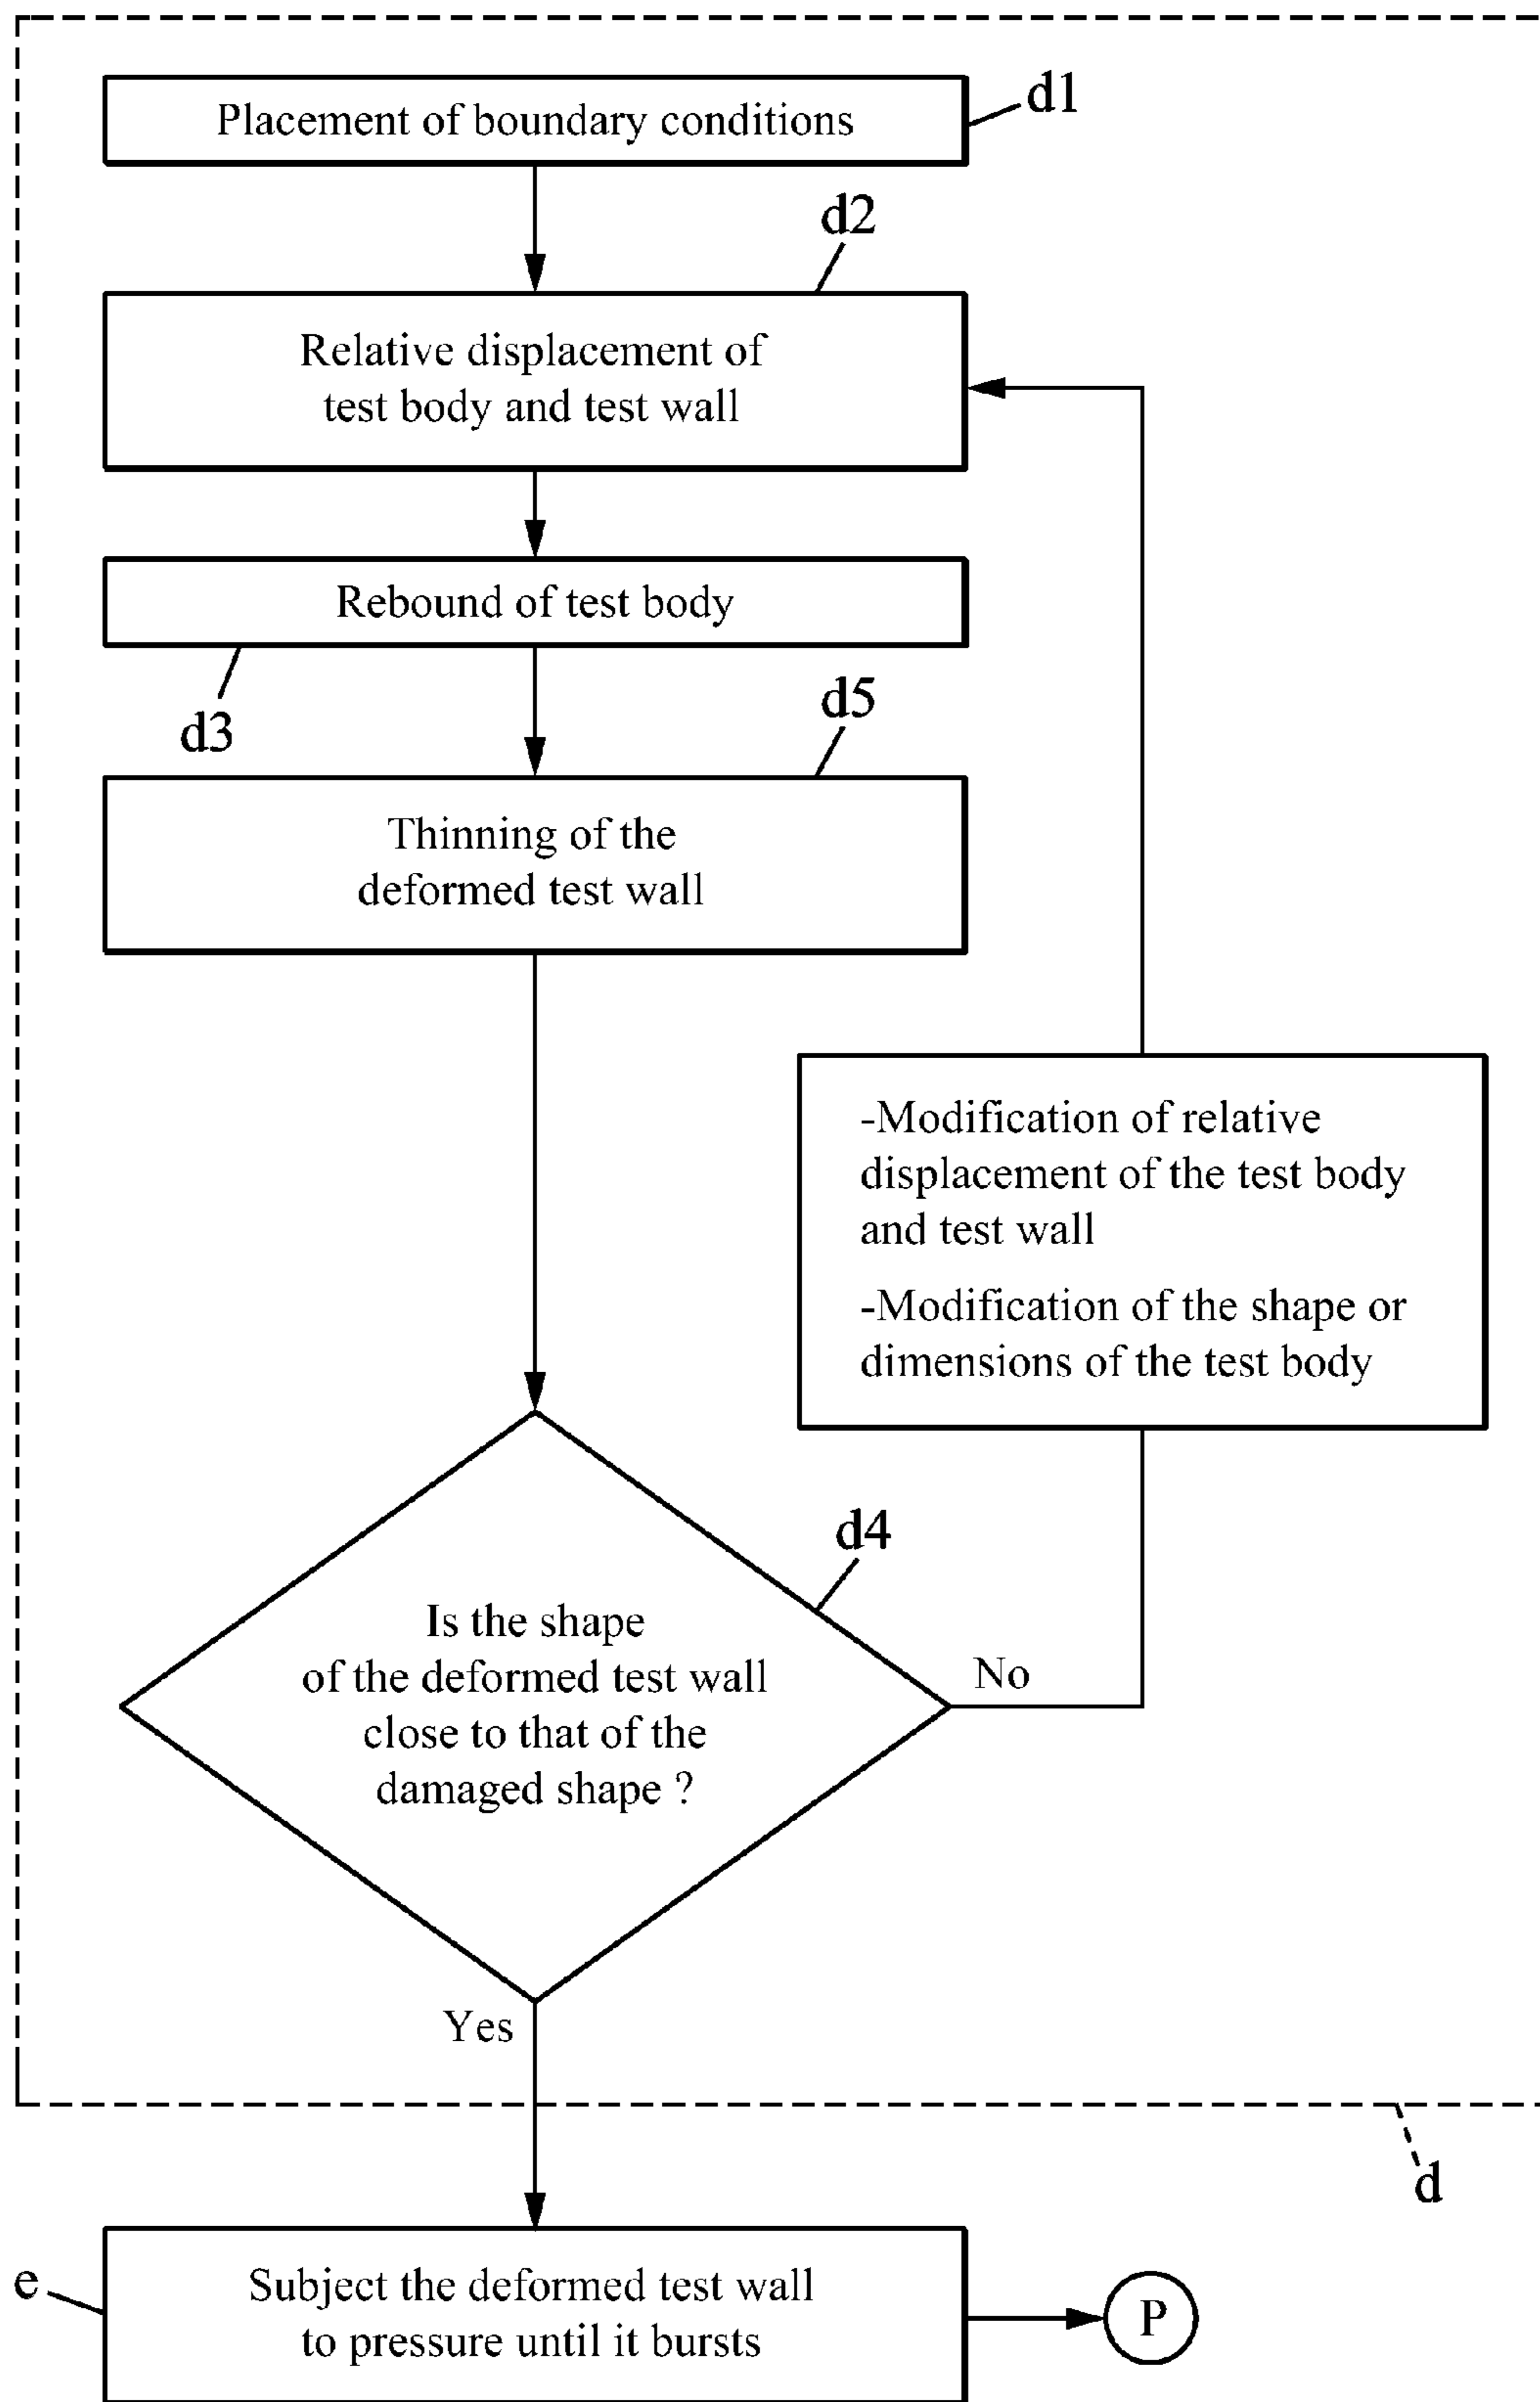 Placement of boundary conditions
d1
d2
Relative displacement of
test body and test wall
Rebound of test body
d3
d5
Thinning of the
deformed test wall
-Modification of relative
displacement of the test body
and test wall
-Modification of the shape or
dimensions of the test body
d4
Is the shape
of the deformed test wall
close to that of the
damaged shape ?
No
Yes
d
e
Subject the deformed test wall
to pressure until it bursts
P